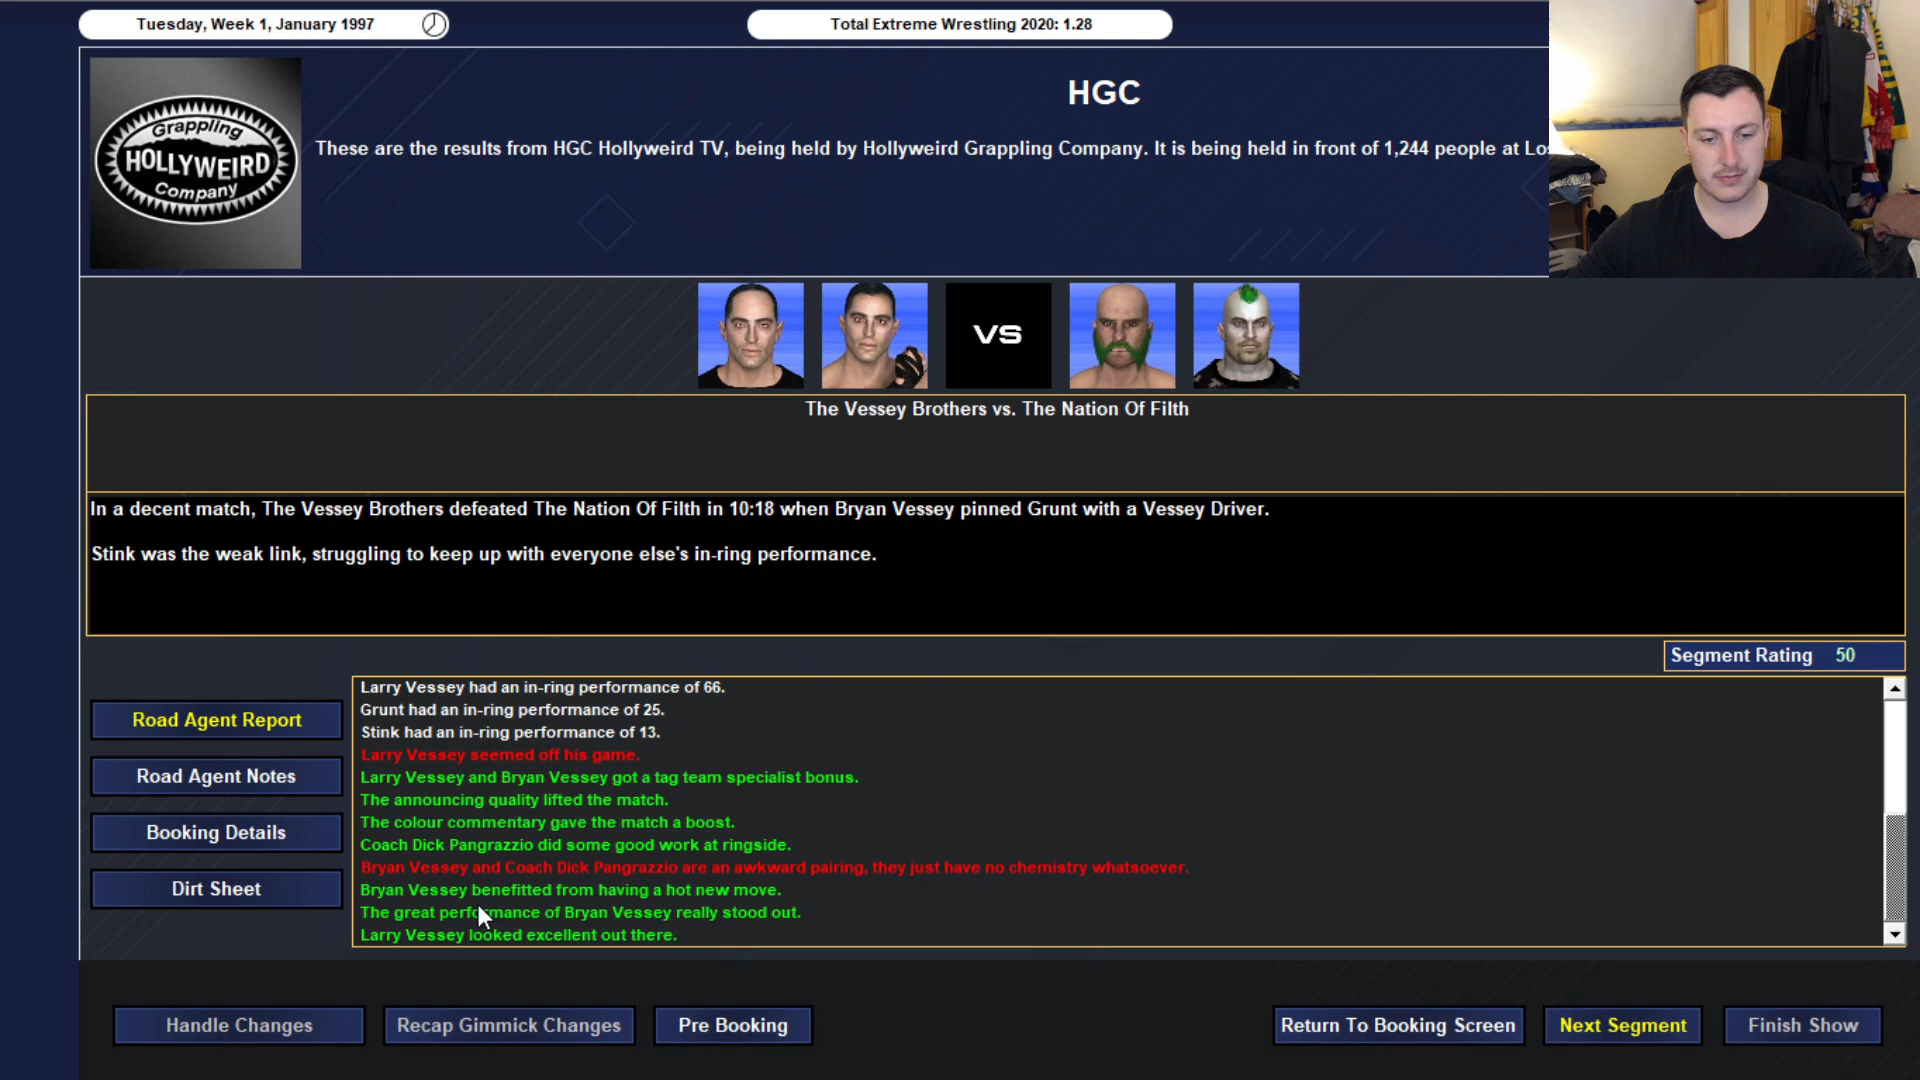 Tuesday, Week 1, January 1997
Total Extreme Wrestling 2020: 1.28
Grappling
HOLLYWEIRD
Company
HGC
These are the results from HGC Hollyweird TV, being held by Hollyweird Grappling Company. It is being held in front of 1,244 people at
VS
The Vessey Brothers vs. The Nation Of Filth
In a decent match, The Vessey Brothers defeated The Nation Of Filth in 10:18 when Bryan Vessey pinned Grunt with a Vessey Driver.
Stink was the weak link, struggling to keep up with everyone else's in-ring performance.
Segment Rating 50
Road Agent Report
Road Agent Notes
Booking Details
Dirt Sheet
Larry Vessey had an in-ring performance of 66.
Grunt had an in-ring performance of 25.
Stink had an in-ring performance of 13.
Larry Vessey seemed off his game.
Larry Vessey and Bryan Vessey got a tag team specialist bonus.
The announcing quality lifted the match.
The colour commentary gave the match a boost.
Coach Dick Pangrazzio did some good work at ringside.
Bryan Vessey and Coach Dick Pangrazzio are an awkward pairing, they just have no chemistry whatsoever.
Bryan Vessey benefitted from having a hot new move.
The great performance of Bryan Vessey really stood out.
Larry Vessey looked excellent out there.
Handle Changes
Recap Gimmick Changes
Pre Booking
Return To Booking Screen
Next Segment
Finish Show